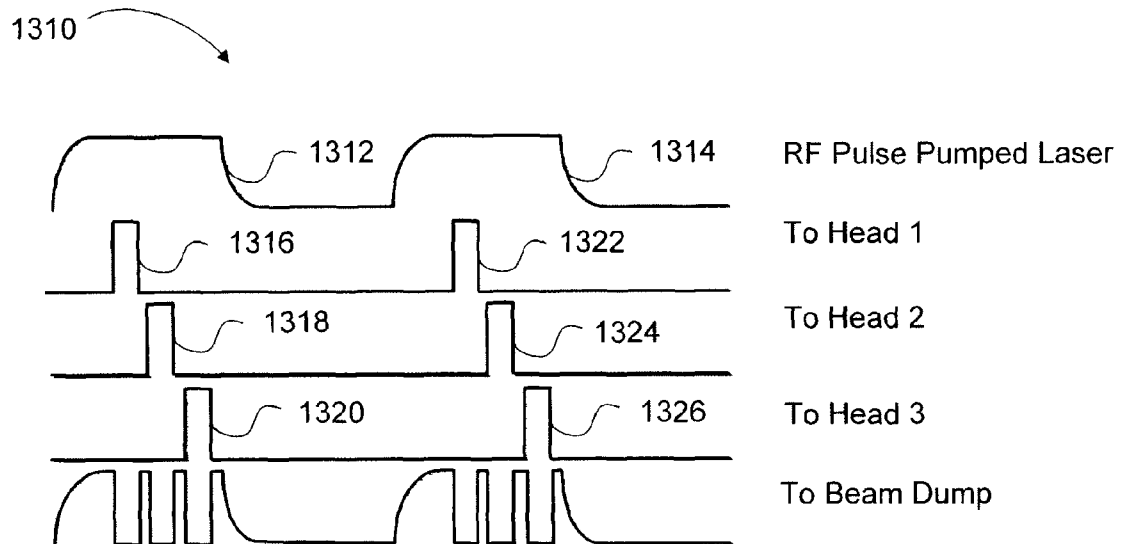 1310
1312 1314 RF Pulse Pumped Laser
1316 1322 To Head 1
1318 1324 To Head 2
1320 1326 To Head 3
To Beam Dump